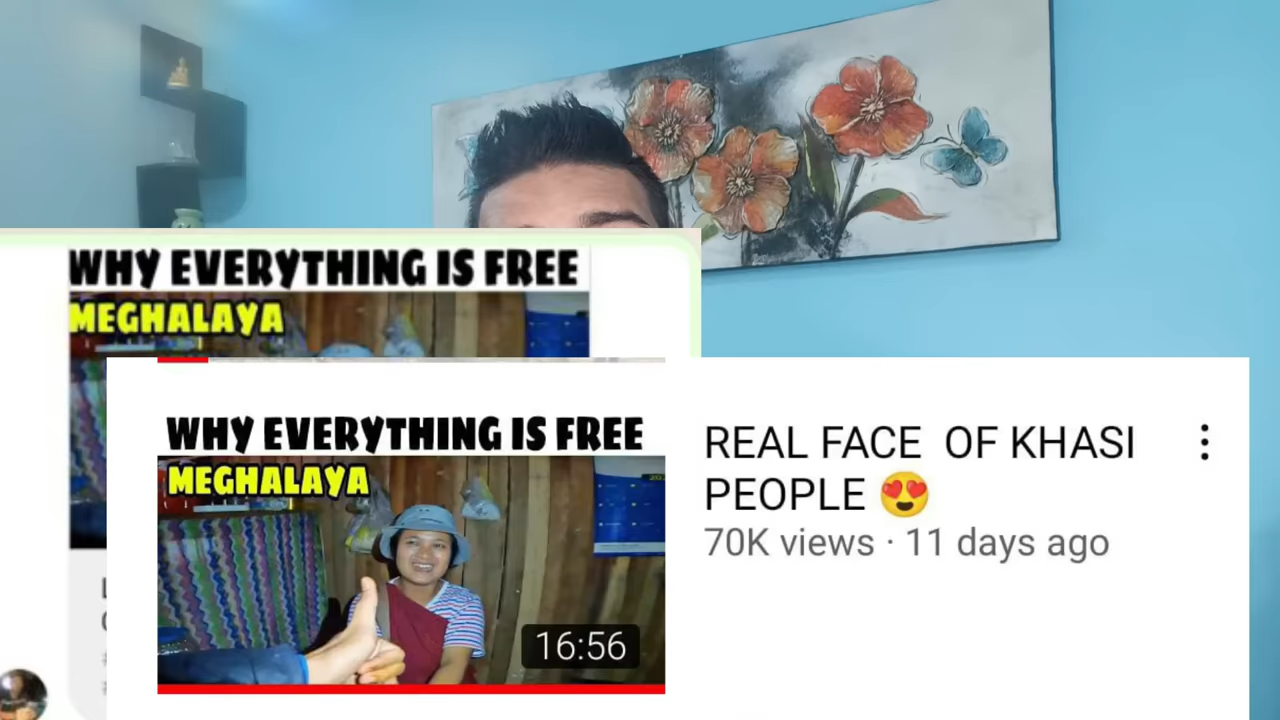 WHY EVERYTHING IS FREE
MEGHALAYA
WHY EVERYTHING IS FREE
MEGHALAYA
16:56
REAL FACE OF KHASI
PEOPLE 😍
70K views · 11 days ago